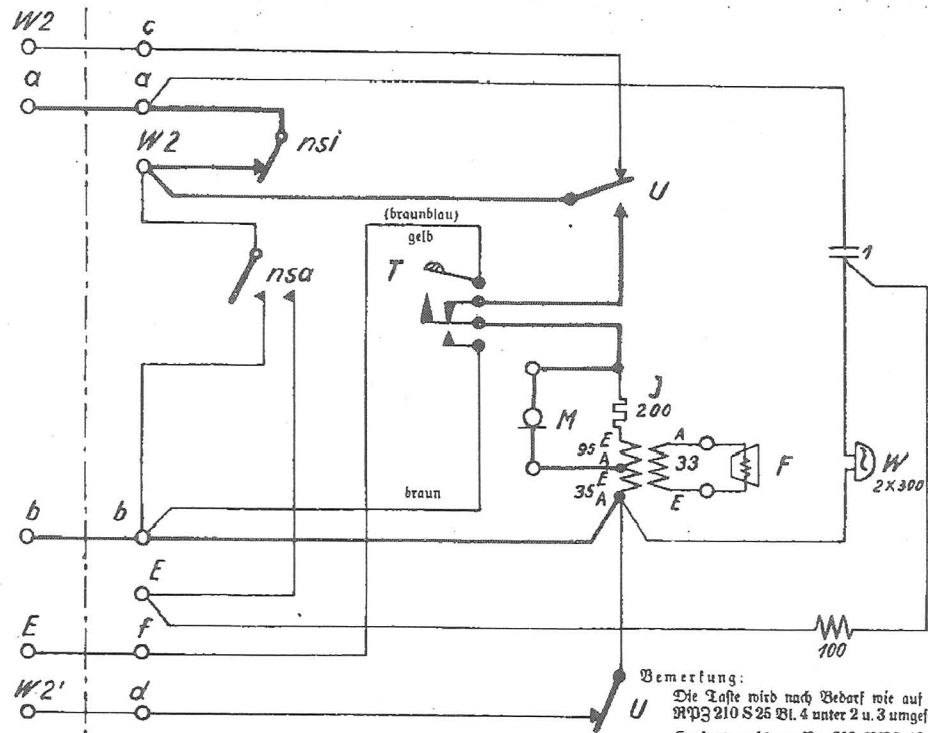 W2 c
a a
W2
nsi
U
(braunblau)
gelb
T
nsa
1
J
200
M
95 E A
A
33
35 E A
E
F
W
2×300
braun
b b
E
E f
100
W2' d
U
Bemerkung:
Die Taste wird nach Bedarf wie auf
RPZ 210 S 25 Bl. 4 unter 2 u. 3 umges